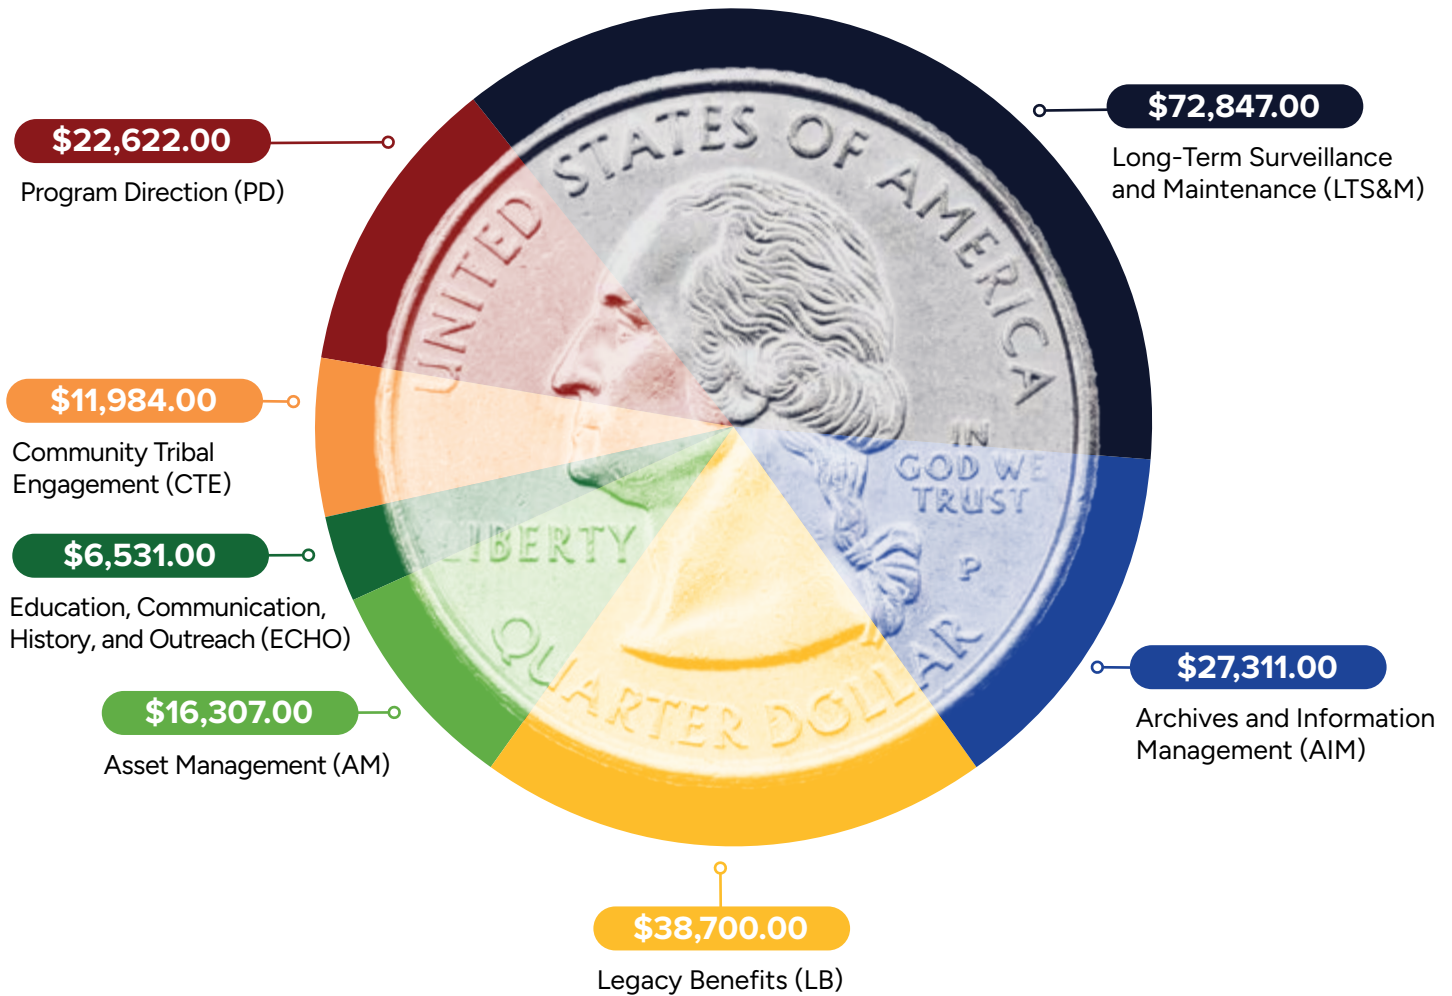 $72,847.00
Long-Term Surveillance
and Maintenance (LTS&M)
$22,622.00
Program Direction (PD)
$11,984.00
Community Tribal
Engagement (CTE)
$6,531.00
Education, Communication,
History, and Outreach (ECHO)
$16,307.00
Asset Management (AM)
$38,700.00
Legacy Benefits (LB)
$27,311.00
Archives and Information
Management (AIM)
UNITED STATES OF AMERICA
IN
GOD WE
TRUST
P
LIBERTY
QUARTER DOLLAR